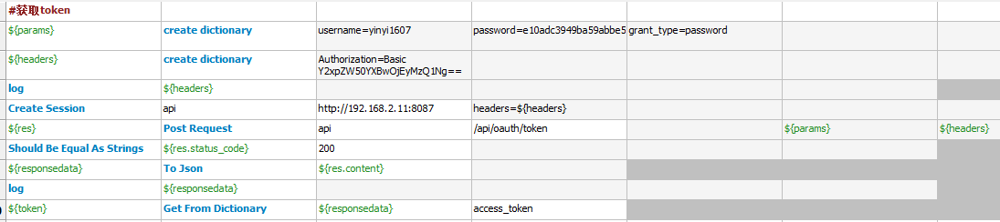 #获取token
${params} create dictionary username=yinyi1607 password=e10adc3949ba59abbe5 grant_type=password
${headers} create dictionary Authorization=Basic
Y2xpZW50YXBwOjEyMzQ1Ng==
log ${headers}
Create Session api http://192.168.2.11:8087 headers=${headers}
${res} Post Request api /api/oauth/token ${params} ${headers}
Should Be Equal As Strings ${res.status_code} 200
${responsedata} To Json ${res.content}
log ${responsedata}
${token} Get From Dictionary ${responsedata} access_token